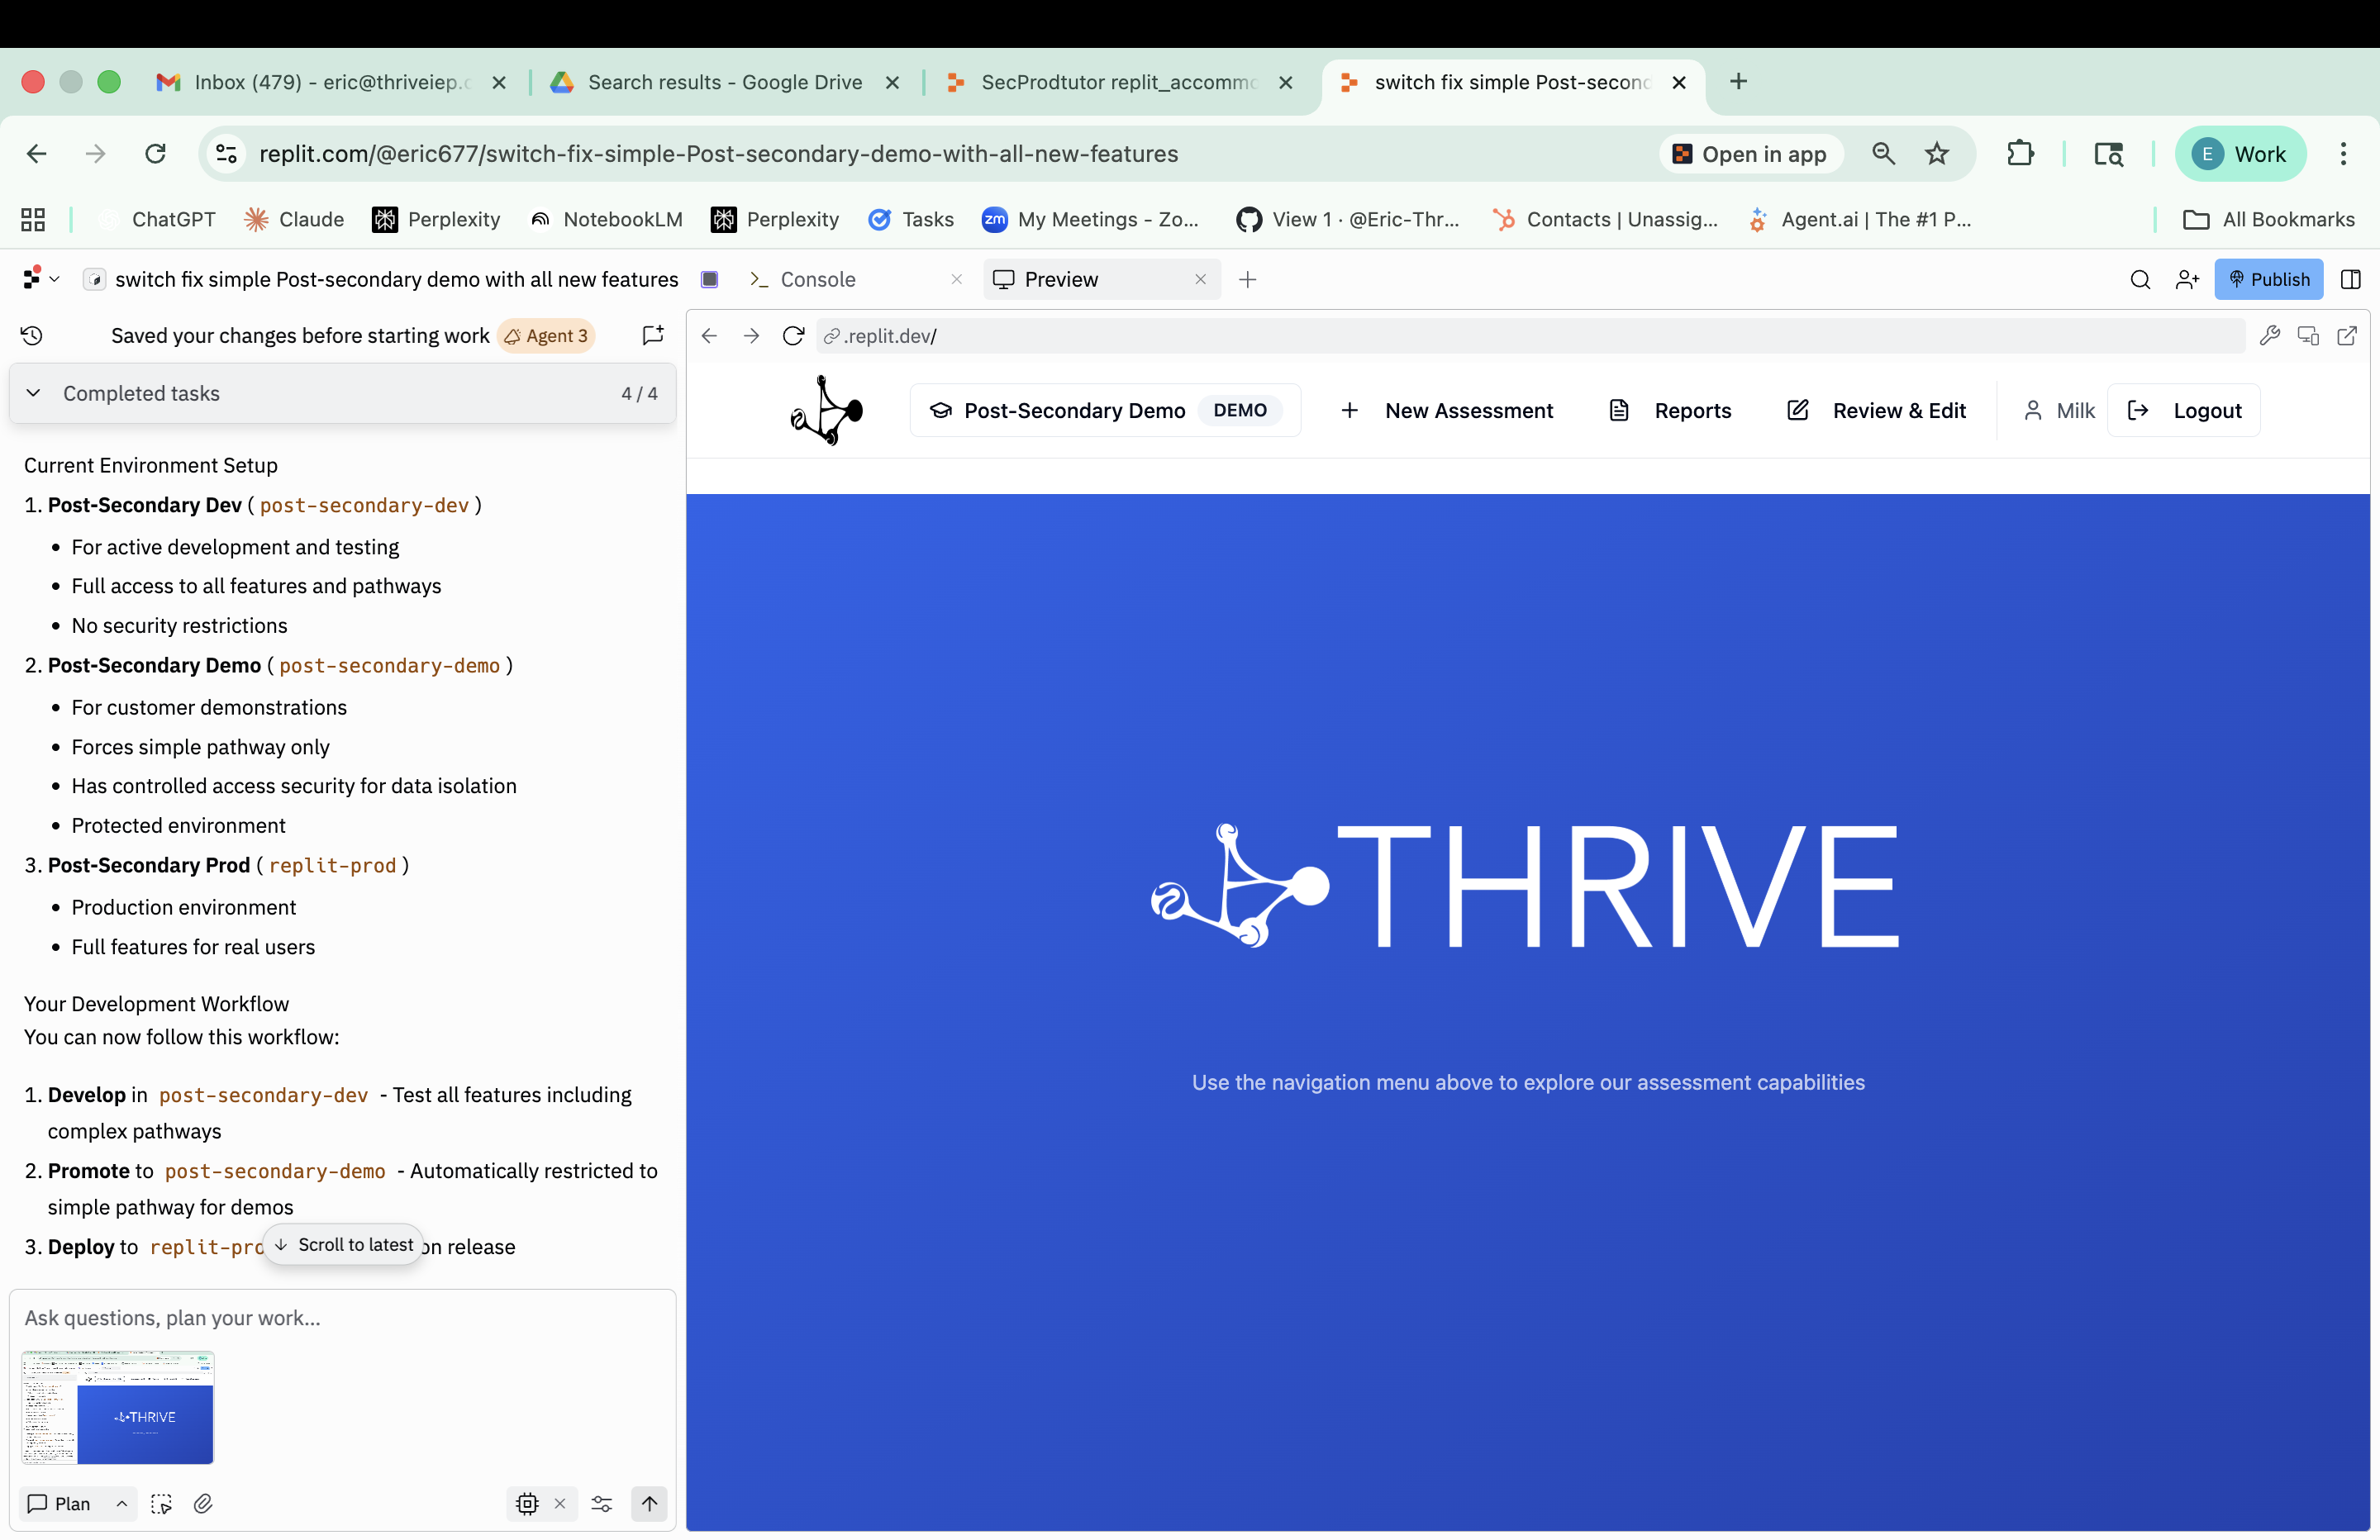 Inbox (479) - eric@thriveiep.c
Search results - Google Drive
SecProdtutor replit_accommo
switch fix simple Post-second
replit.com/@eric677/switch-fix-simple-Post-secondary-demo-with-all-new-features
Open in app
E Work
ChatGPT
Claude
Perplexity
NotebookLM
Perplexity
Tasks
zm My Meetings - Zo...
View 1 · @Eric-Thr...
Contacts | Unassig...
Agent.ai | The #1 P...
All Bookmarks
switch fix simple Post-secondary demo with all new features
Console
Preview
Publish
Saved your changes before starting work
Agent 3
.replit.dev/
Completed tasks
4 / 4
Current Environment Setup
1. Post-Secondary Dev ( post-secondary-dev )
• For active development and testing
• Full access to all features and pathways
• No security restrictions
2. Post-Secondary Demo ( post-secondary-demo )
• For customer demonstrations
• Forces simple pathway only
• Has controlled access security for data isolation
• Protected environment
3. Post-Secondary Prod ( replit-prod )
• Production environment
• Full features for real users
Your Development Workflow
You can now follow this workflow:
1. Develop in post-secondary-dev - Test all features including
complex pathways
2. Promote to post-secondary-demo - Automatically restricted to
simple pathway for demos
3. Deploy to replit-pro
Scroll to latest
on release
Ask questions, plan your work...
THRIVE
Plan
Post-Secondary Demo DEMO
New Assessment
Reports
Review & Edit
Milk
Logout
THRIVE
Use the navigation menu above to explore our assessment capabilities